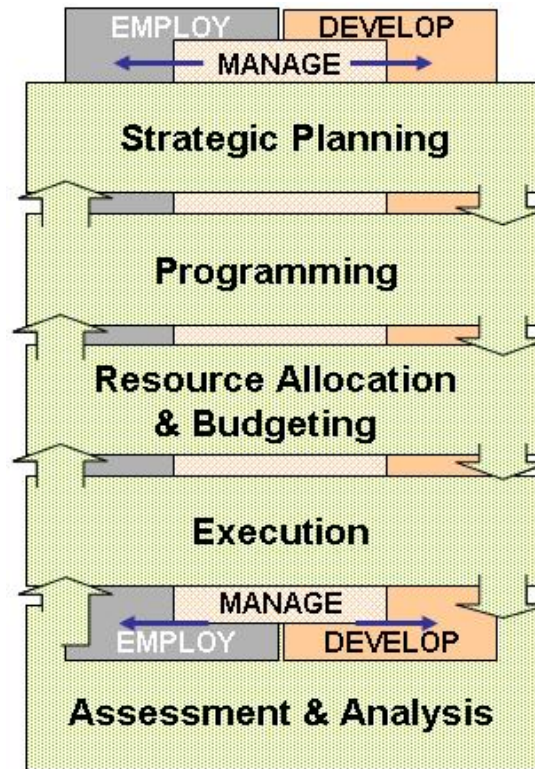 EMPLOY DEVELOP
MANAGE
Strategic Planning
Programming
Resource Allocation
& Budgeting
Execution
MANAGE
EMPLOY DEVELOP
Assessment & Analysis